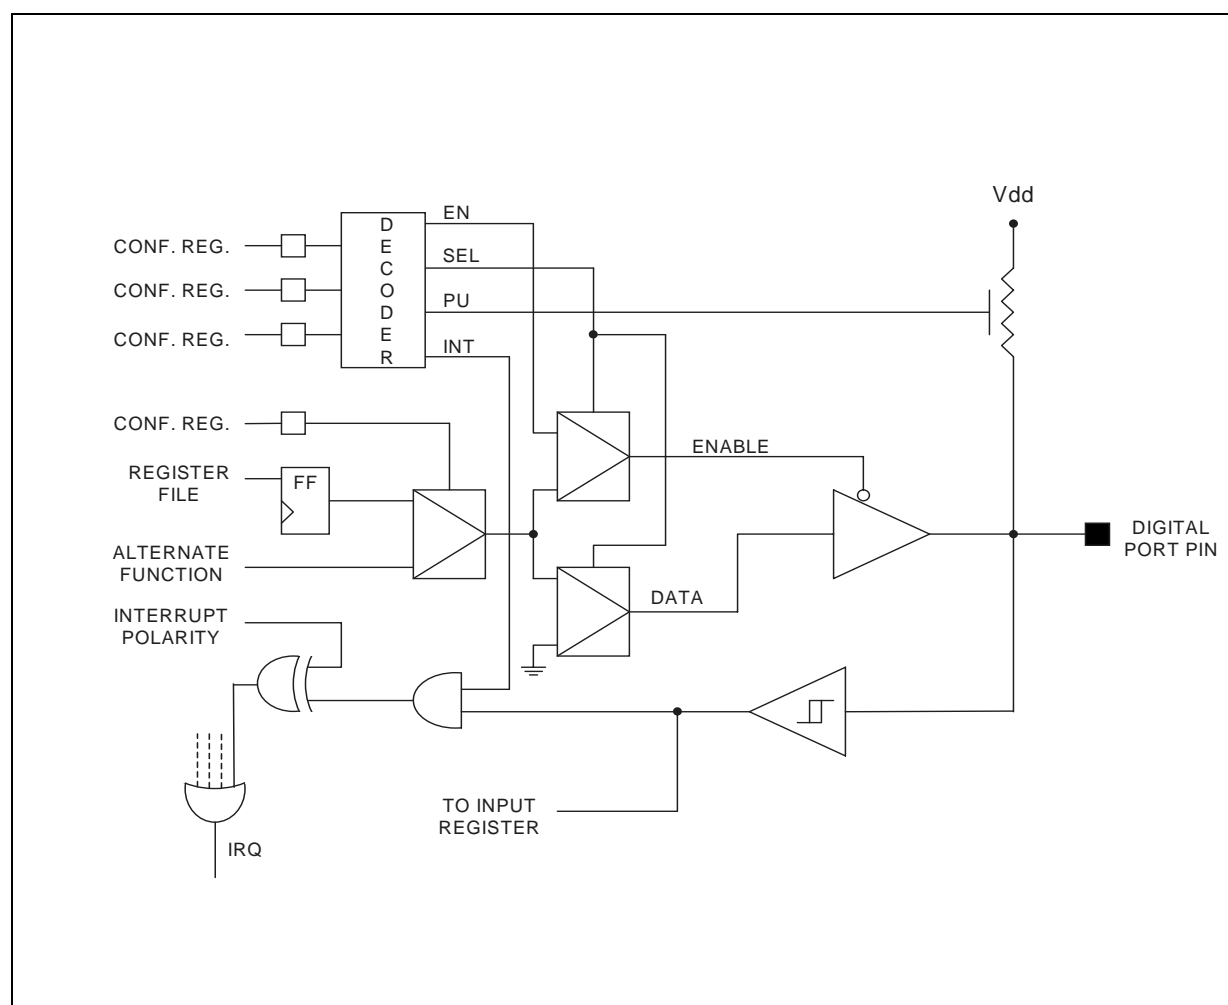 Vdd
EN
CONF. REG.
SEL
CONF. REG.
PU
CONF. REG.
INT
DECODER
CONF. REG.
ENABLE
REGISTER
FILE
FF
DIGITAL
PORT PIN
ALTERNATE
FUNCTION
DATA
INTERRUPT
POLARITY
TO INPUT
REGISTER
IRQ